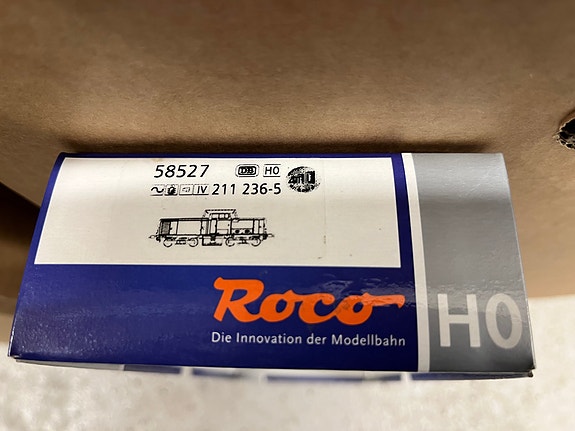 58527 DB H0
IV 211 236-5
Roco
Die Innovation der Modellbahn
H0